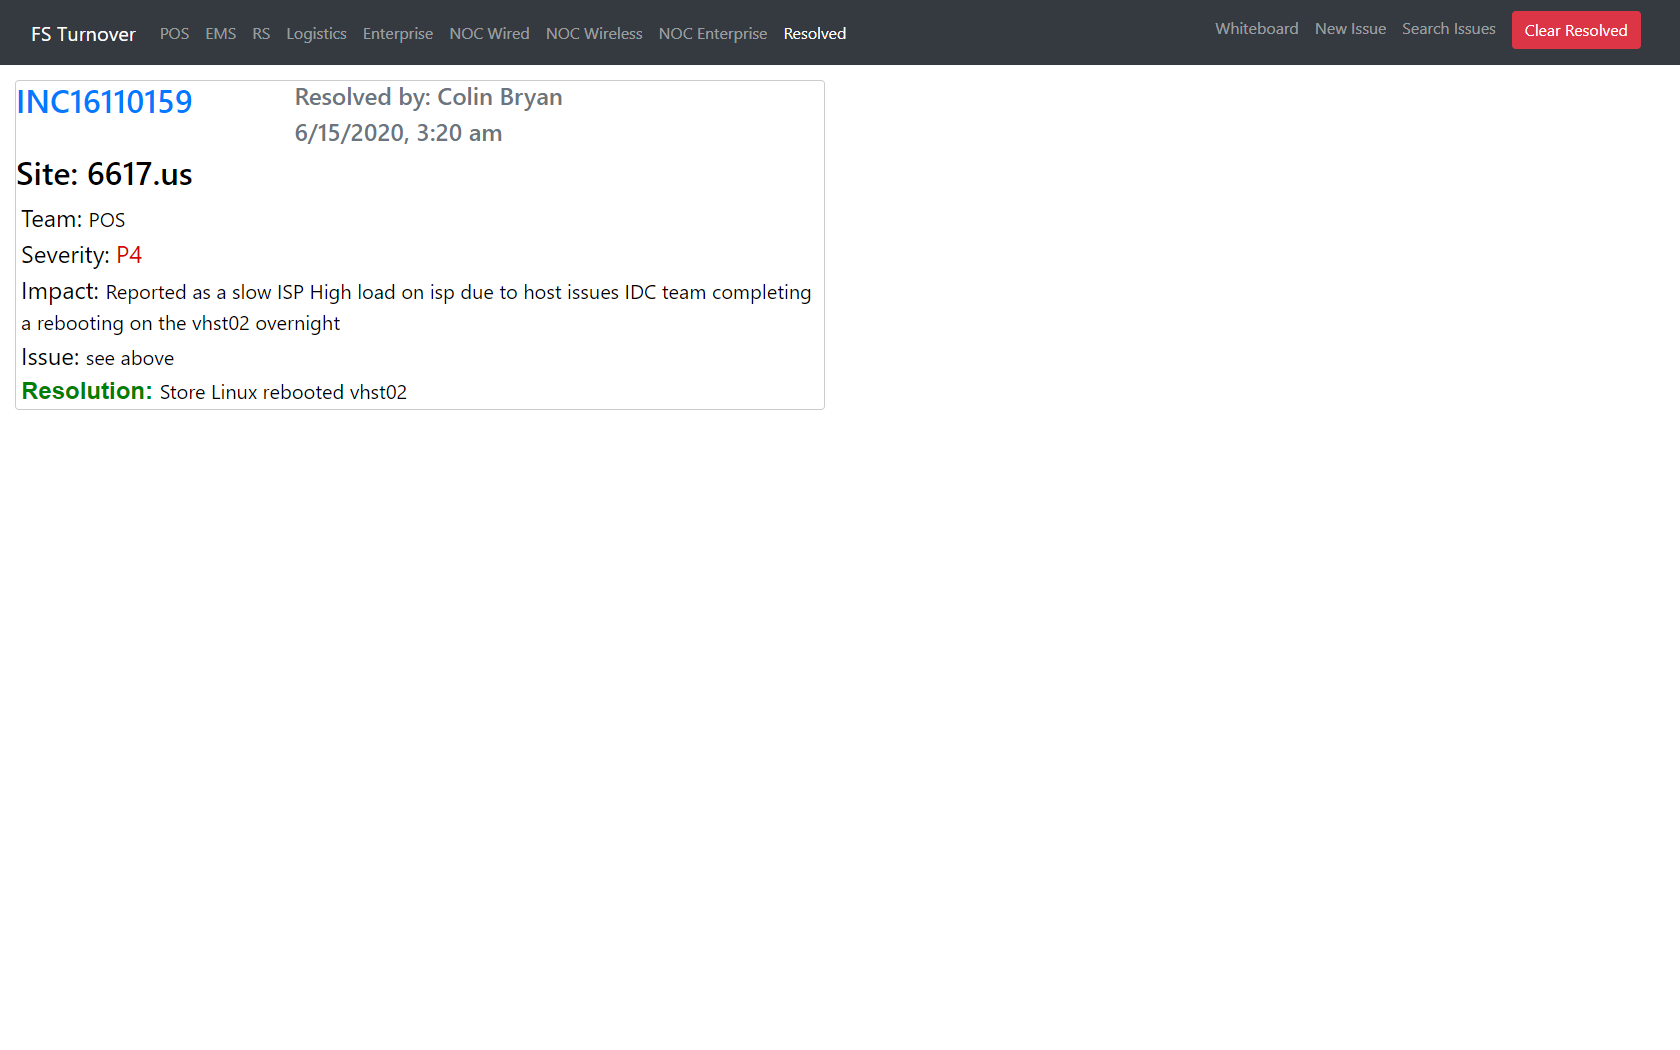 FS Turnover POS EMS RS Logistics Enterprise NOC Wired NOC Wireless NOC Enterprise Resolved Whiteboard New Issue Search Issues Clear Resolved
INC16110159
Resolved by: Colin Bryan
6/15/2020, 3:20 am
Site: 6617.us
Team: POS
Severity: P4
Impact: Reported as a slow ISP High load on isp due to host issues IDC team completing
a rebooting on the vhst02 overnight
Issue: see above
Resolution: Store Linux rebooted vhst02